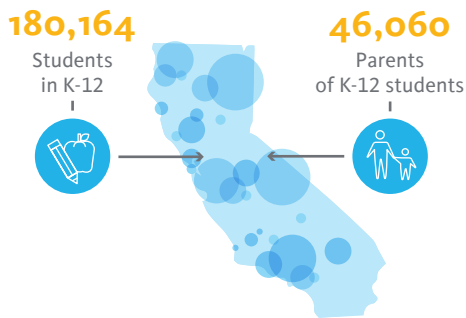 180,164
Students
in K-12
46,060
Parents
of K-12 students